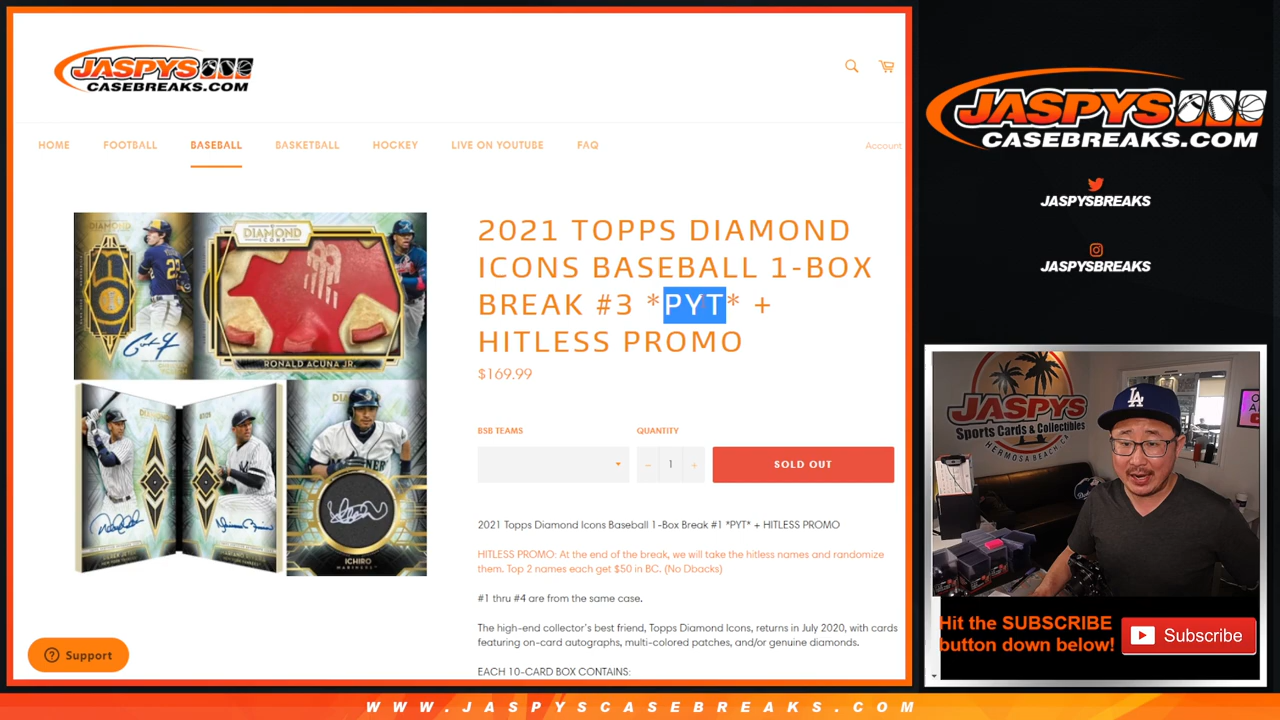 JASPYS
CASEBREAKS.COM
HOME
FOOTBALL
BASEBALL
BASKETBALL
HOCKEY
LIVE ON YOUTUBE
FAQ
Account
DIAMOND
DIAMOND
RONALD ACUNA JR.
ICHIRO
MARINERS
2021 TOPPS DIAMOND
ICONS BASEBALL 1-BOX
BREAK #3 *PYT* +
HITLESS PROMO
$169.99
BSB TEAMS
QUANTITY
− 1 +
SOLD OUT
2021 Topps Diamond Icons Baseball 1-Box Break #1 *PYT* + HITLESS PROMO
HITLESS PROMO: At the end of the break, we will take the hitless names and randomize
them. Top 2 names each get $50 in BC. (No Dbacks)
#1 thru #4 are from the same case.
The high-end collector's best friend, Topps Diamond Icons, returns in July 2020, with cards
featuring on-card autographs, multi-colored patches, and/or genuine diamonds.
EACH 10-CARD BOX CONTAINS:
Support
JASPYS
CASEBREAKS.COM
JASPYSBREAKS
JASPYSBREAKS
JASPYS
Sports Cards & Collectibles
HERMOSA BEACH, CA
LA
Hit the SUBSCRIBE
button down below!
Subscribe
WWW.JASPYSCASEBREAKS.COM